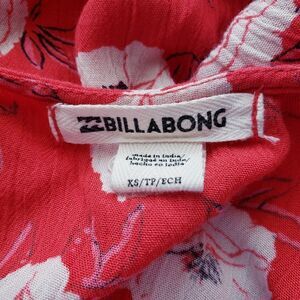 BILLABONG
made in india/
fabriqué en inde/
hecho en india
XS/TP/ECH